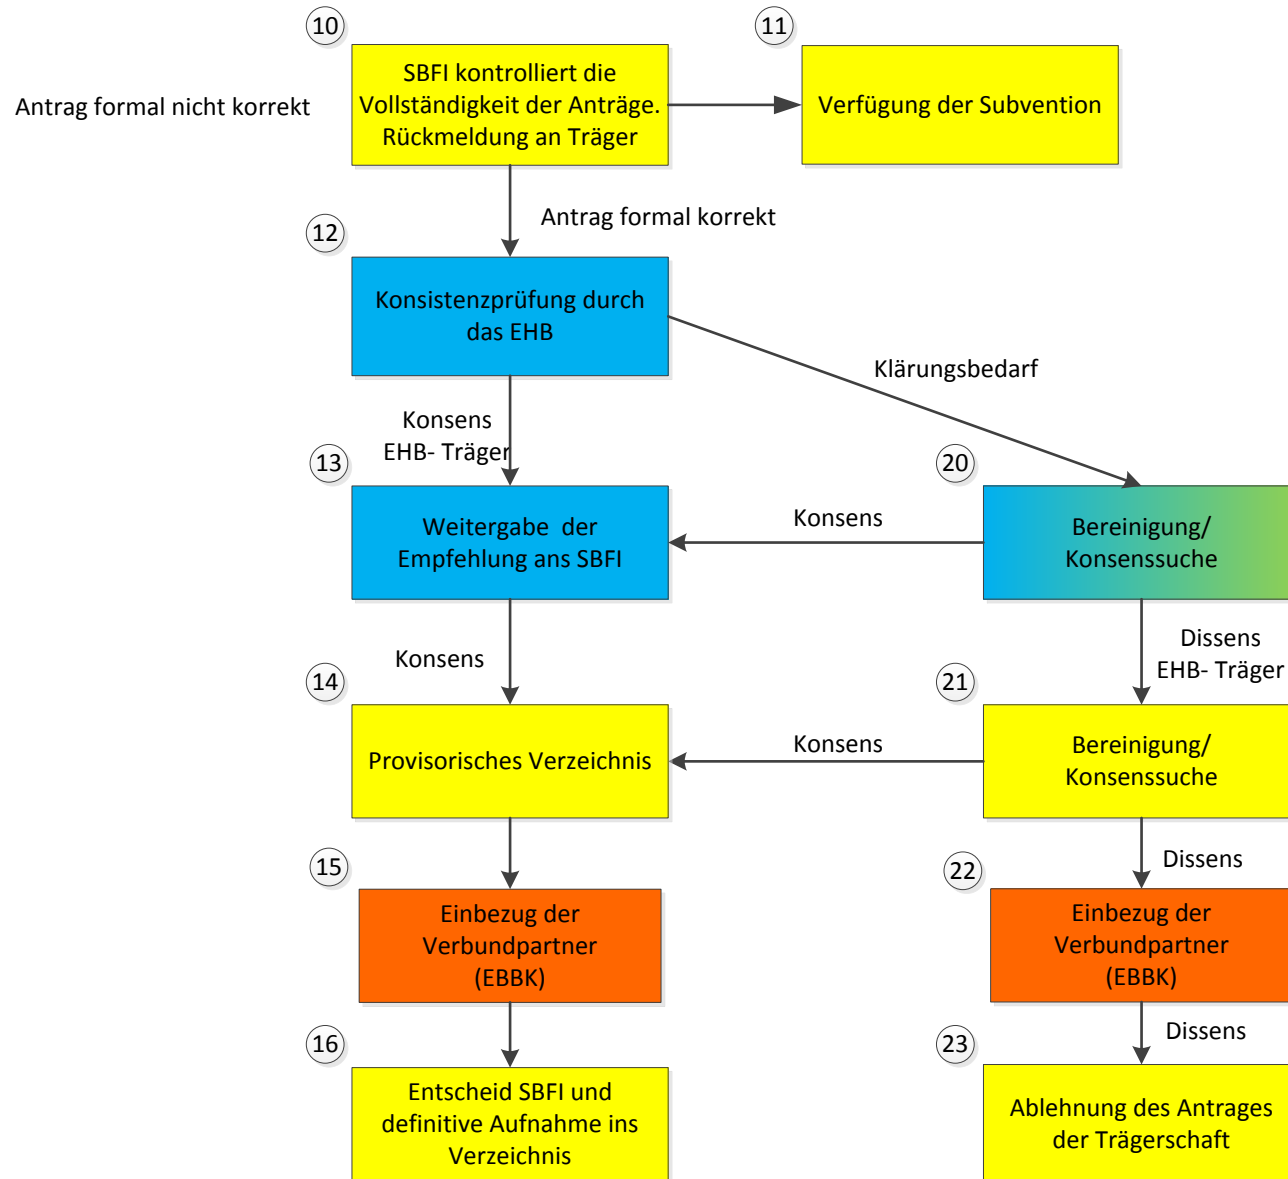 10
11
SBFI kontrolliert die
Vollständigkeit der Anträge.
Rückmeldung an Träger
Antrag formal nicht korrekt
Verfügung der Subvention
Antrag formal korrekt
12
Konsistenzprüfung durch
das EHB
Klärungsbedarf
Konsens
EHB- Träger
13
20
Weitergabe der
Empfehlung ans SBFI
Konsens
Bereinigung/
Konsenssuche
Konsens
Dissens
EHB- Träger
14
21
Provisorisches Verzeichnis
Konsens
Bereinigung/
Konsenssuche
15
Dissens
22
Einbezug der
Verbundpartner
(EBBK)
Einbezug der
Verbundpartner
(EBBK)
Dissens
16
23
Entscheid SBFI und
definitive Aufnahme ins
Verzeichnis
Ablehnung des Antrages
der Trägerschaft